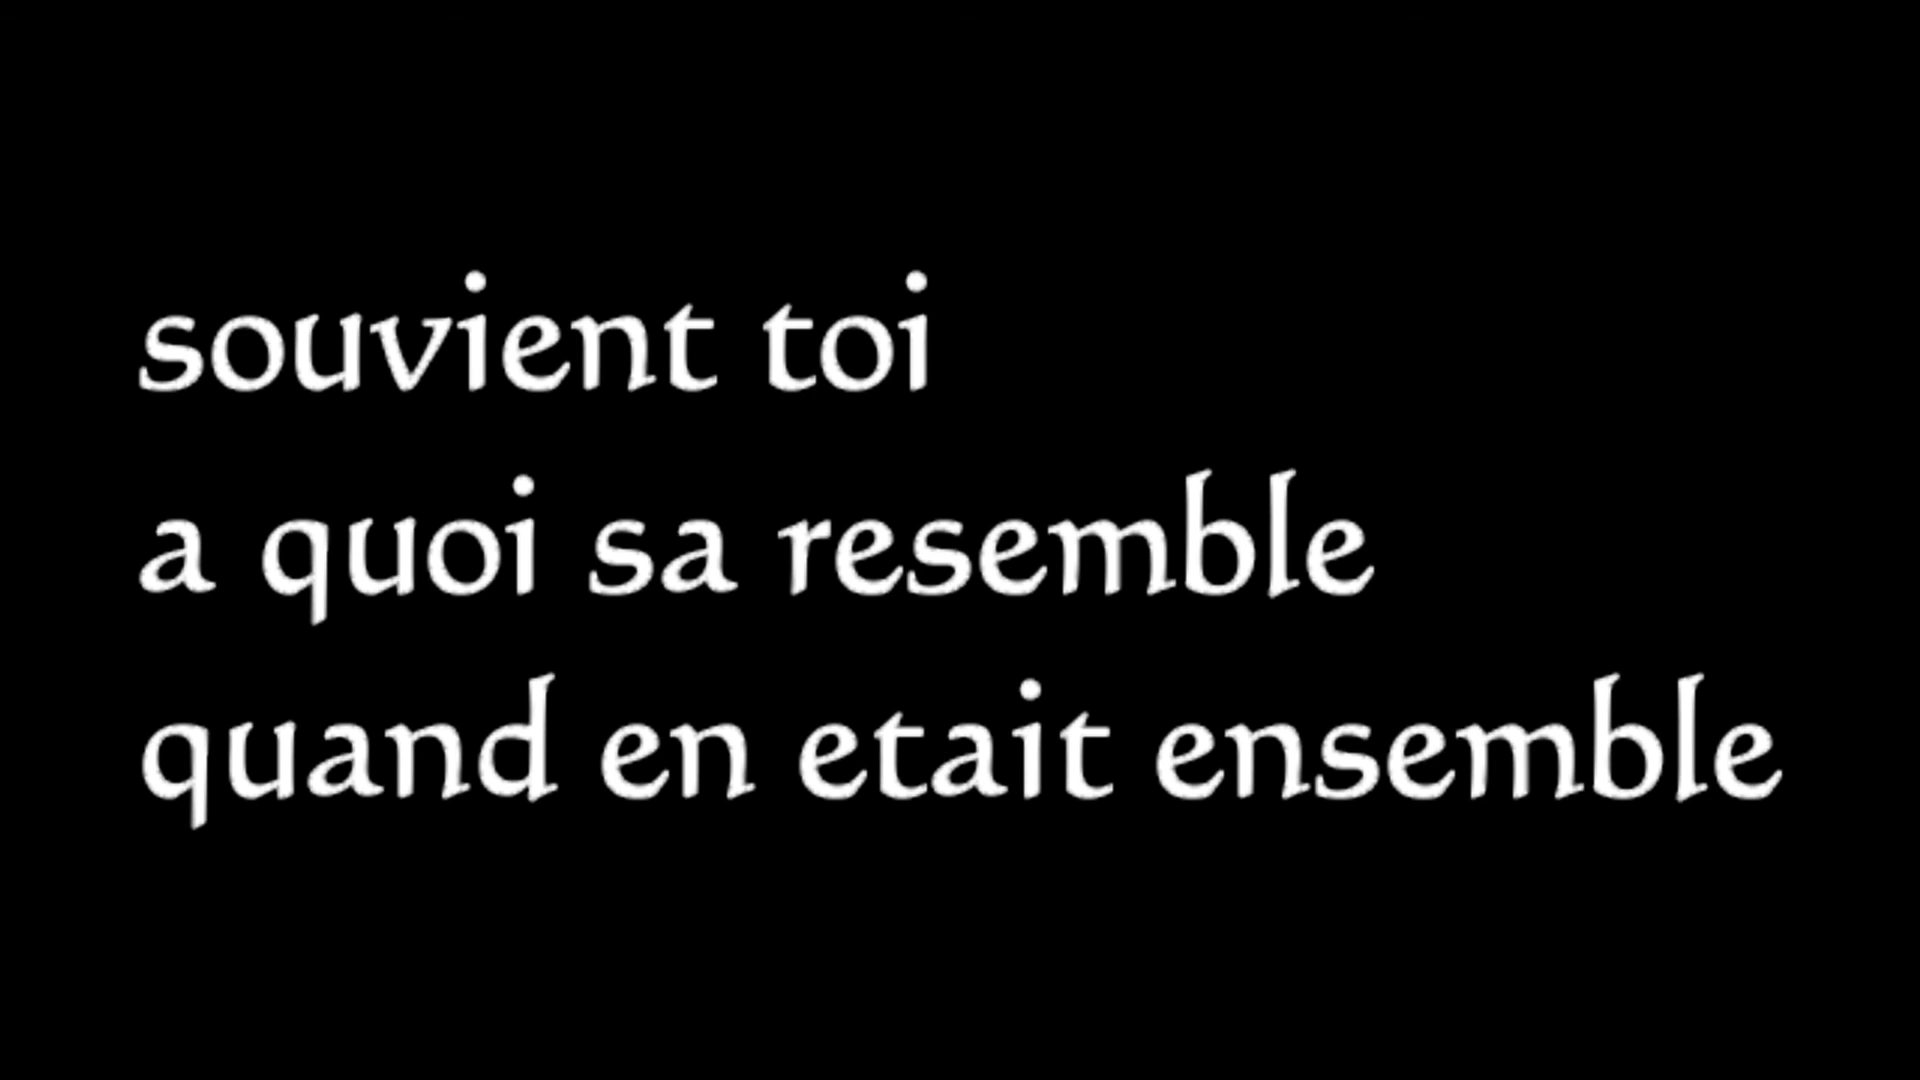 souvient toi
a quoi sa resemble
quand en etait ensemble